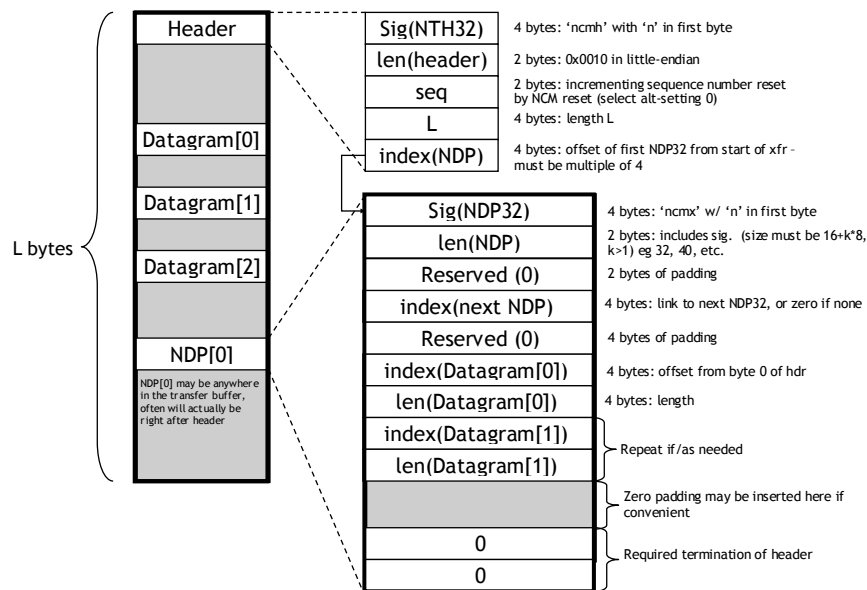 Header
Datagram[0]
Datagram[1]
Datagram[2]
NDP[0]
NDP[0] may be anywhere
in the transfer buffer,
often will actually be
right after header
L bytes
Sig(NTH32)
4 bytes: ‘ncmh’ with ‘n’ in first byte
len(header)
2 bytes: 0x0010 in little-endian
seq
2 bytes: incrementing sequence number reset
by NCM reset (select alt-setting 0)
L
4 bytes: length L
index(NDP)
4 bytes: offset of first NDP32 from start of xfr –
must be multiple of 4
Sig(NDP32)
4 bytes: ‘ncmx’ w/ ‘n’ in first byte
len(NDP)
2 bytes: includes sig. (size must be 16+k*8,
k>1) eg 32, 40, etc.
Reserved (0)
2 bytes of padding
index(next NDP)
4 bytes: link to next NDP32, or zero if none
Reserved (0)
4 bytes of padding
index(Datagram[0])
4 bytes: offset from byte 0 of hdr
len(Datagram[0])
4 bytes: length
index(Datagram[1])
len(Datagram[1])
Repeat if/as needed
Zero padding may be inserted here if
convenient
0
0
Required termination of header